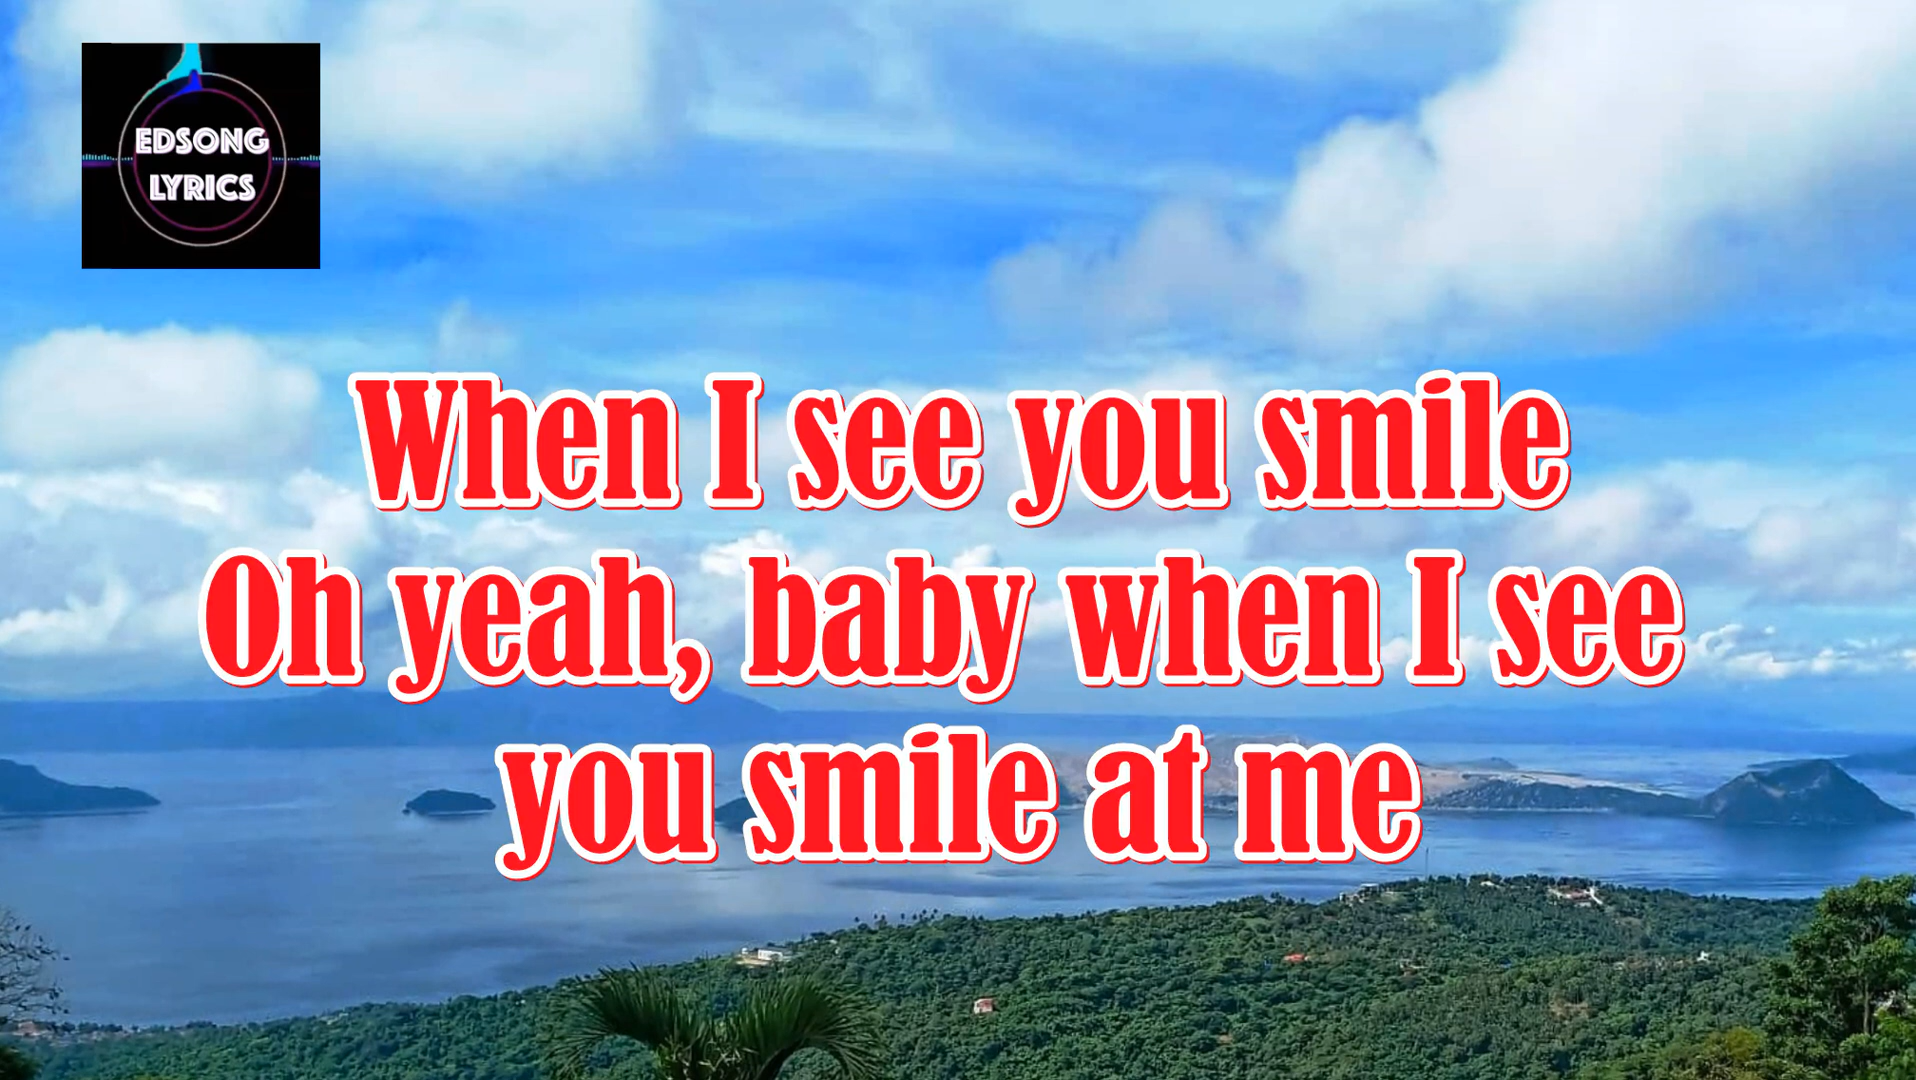 EDSONG
LYRICS
When I see you smile
Oh yeah, baby when I see
you smile at me